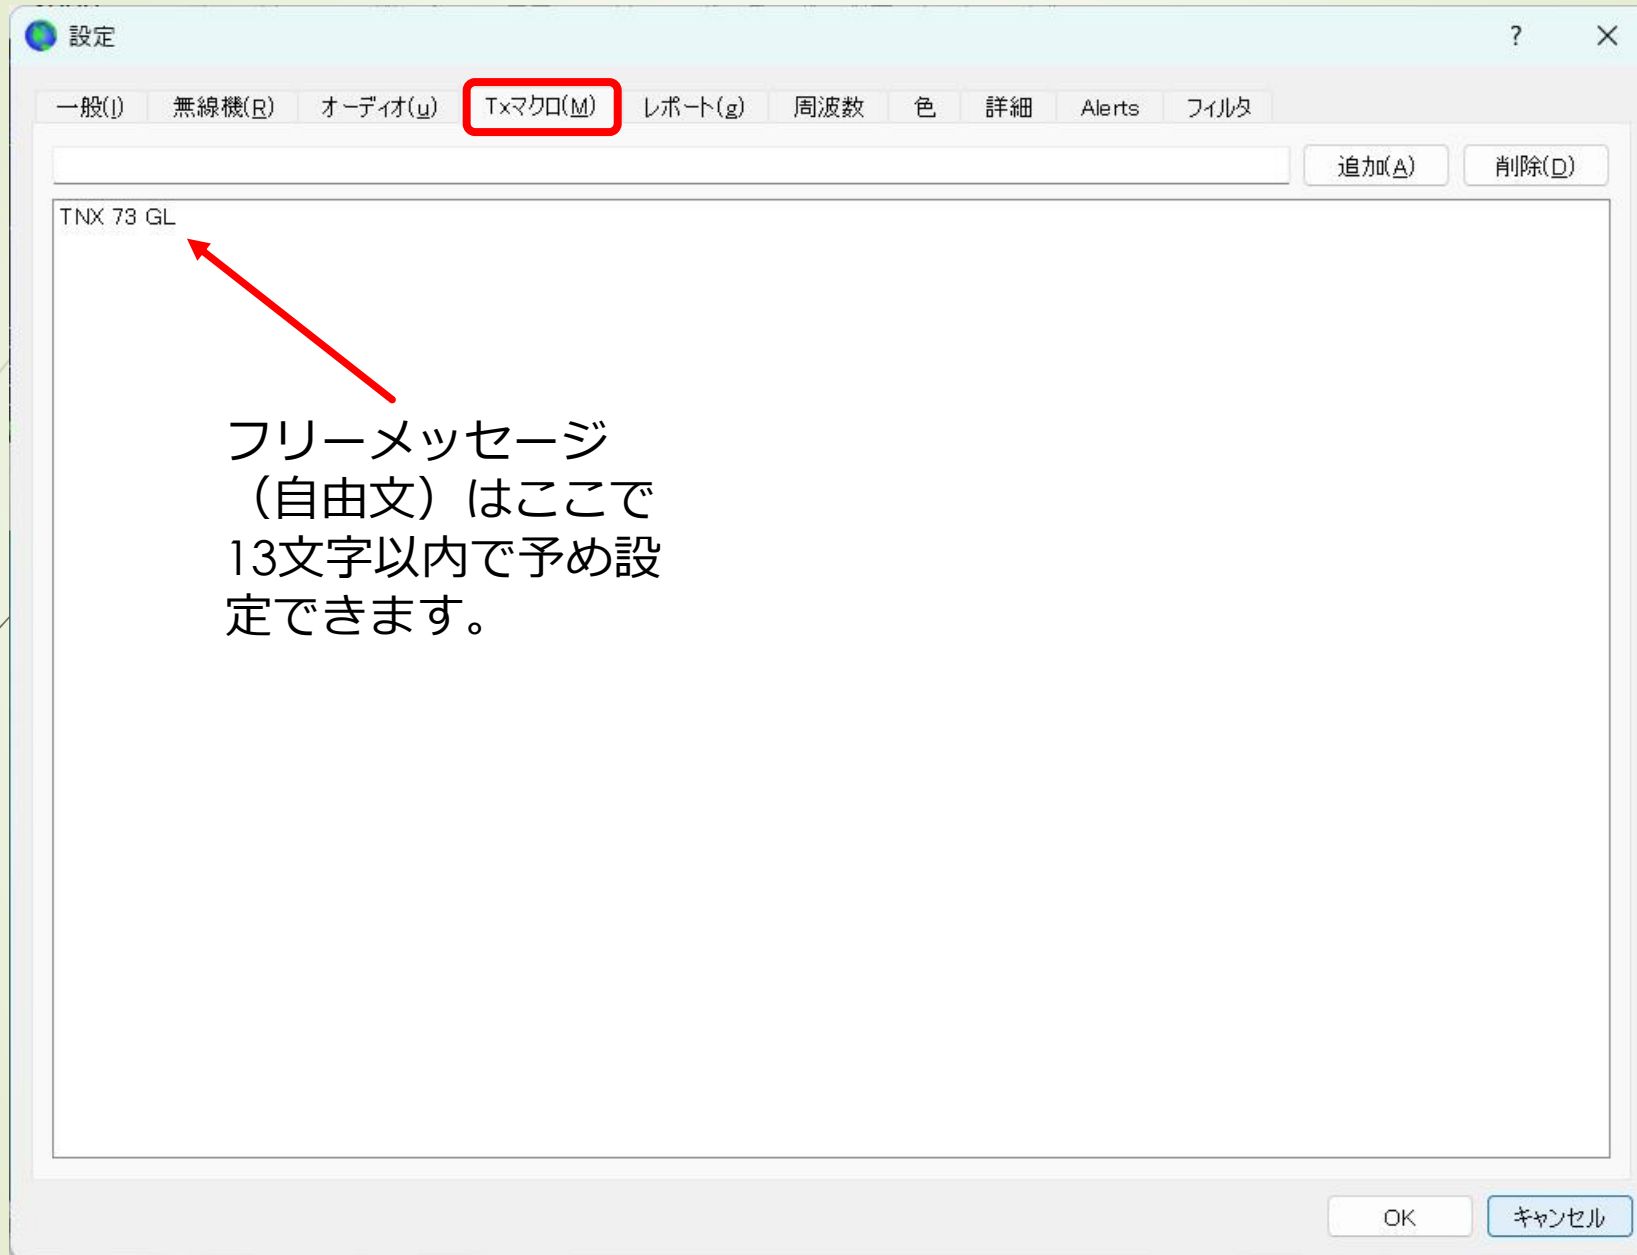 設定
?
一般(I) 無線機(R) オーディオ(u) Txマクロ(M) レポート(g) 周波数 色 詳細 Alerts フィルタ
追加(A) 削除(D)
TNX 73 GL
フリーメッセージ
（自由文）はここで
13文字以内で予め設
定できます。
OK キャンセル